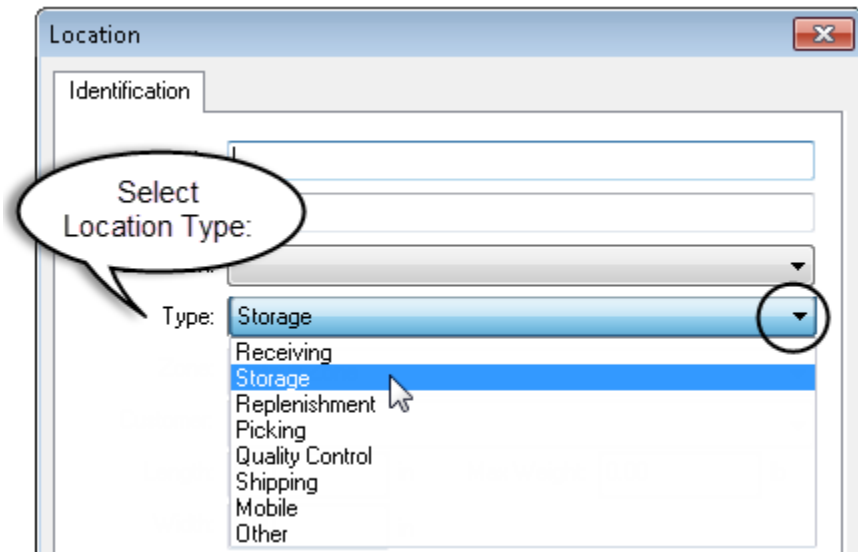 Location
Identification
Select
Location Type:
Type: Storage
Receiving
Storage
Replenishment
Picking
Quality Control
Shipping
Mobile
Other